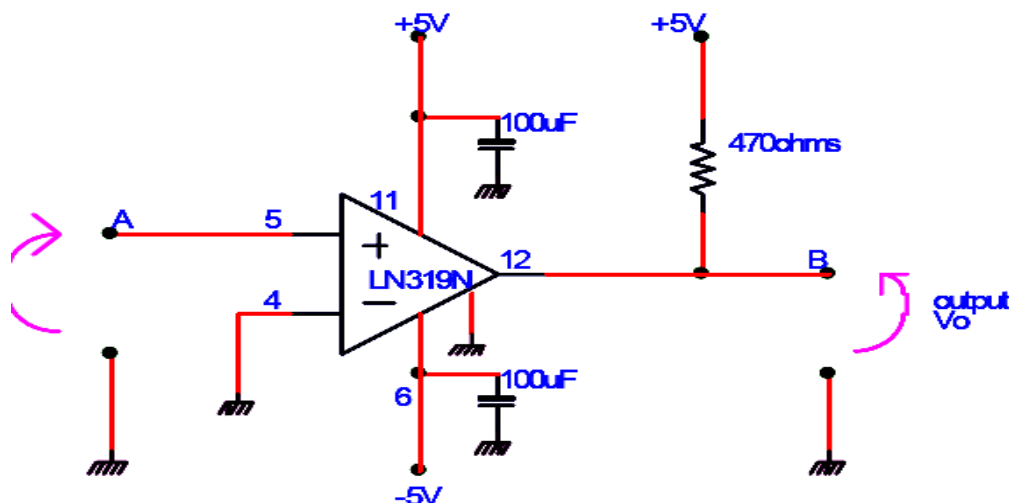 +5V
+5V
100uF
470ohms
11
A
5
+
12
B
LN319N
4
−
output
Vo
100uF
6
-5V